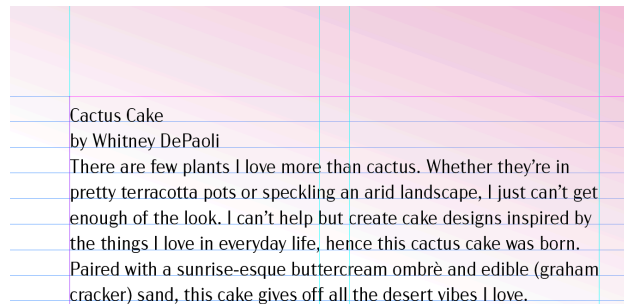 Cactus Cake
by Whitney DePaoli
There are few plants I love more than cactus. Whether they’re in
pretty terracotta pots or speckling an arid landscape, I just can’t get
enough of the look. I can’t help but create cake designs inspired by
the things I love in everyday life, hence this cactus cake was born.
Paired with a sunrise-esque buttercream ombrè and edible (graham
cracker) sand, this cake gives off all the desert vibes I love.